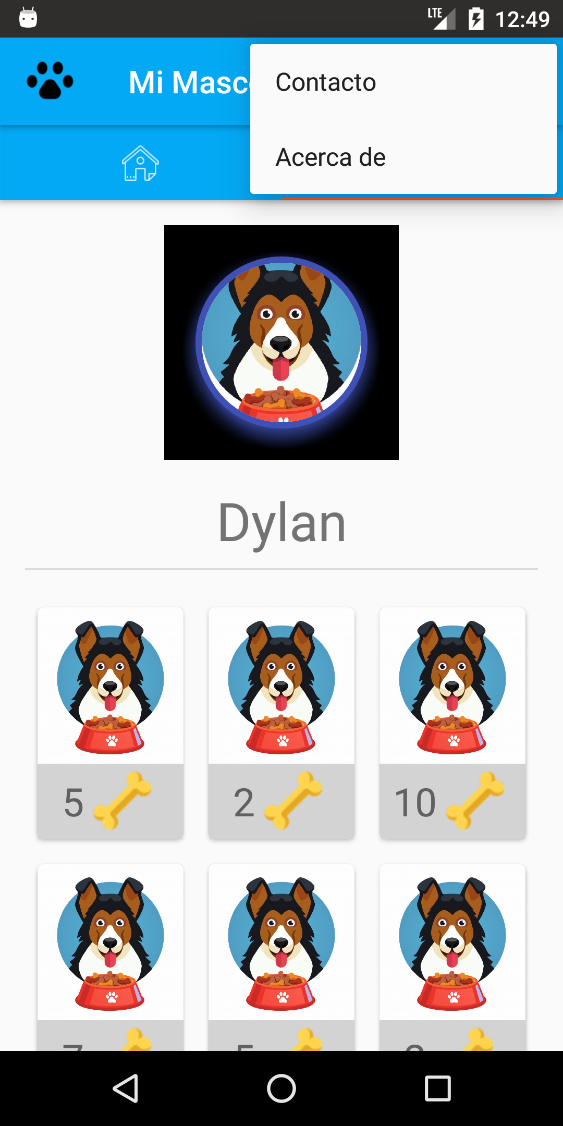 LTE 12:49
Mi Masc
Contacto
Acerca de
Dylan
5 2 10